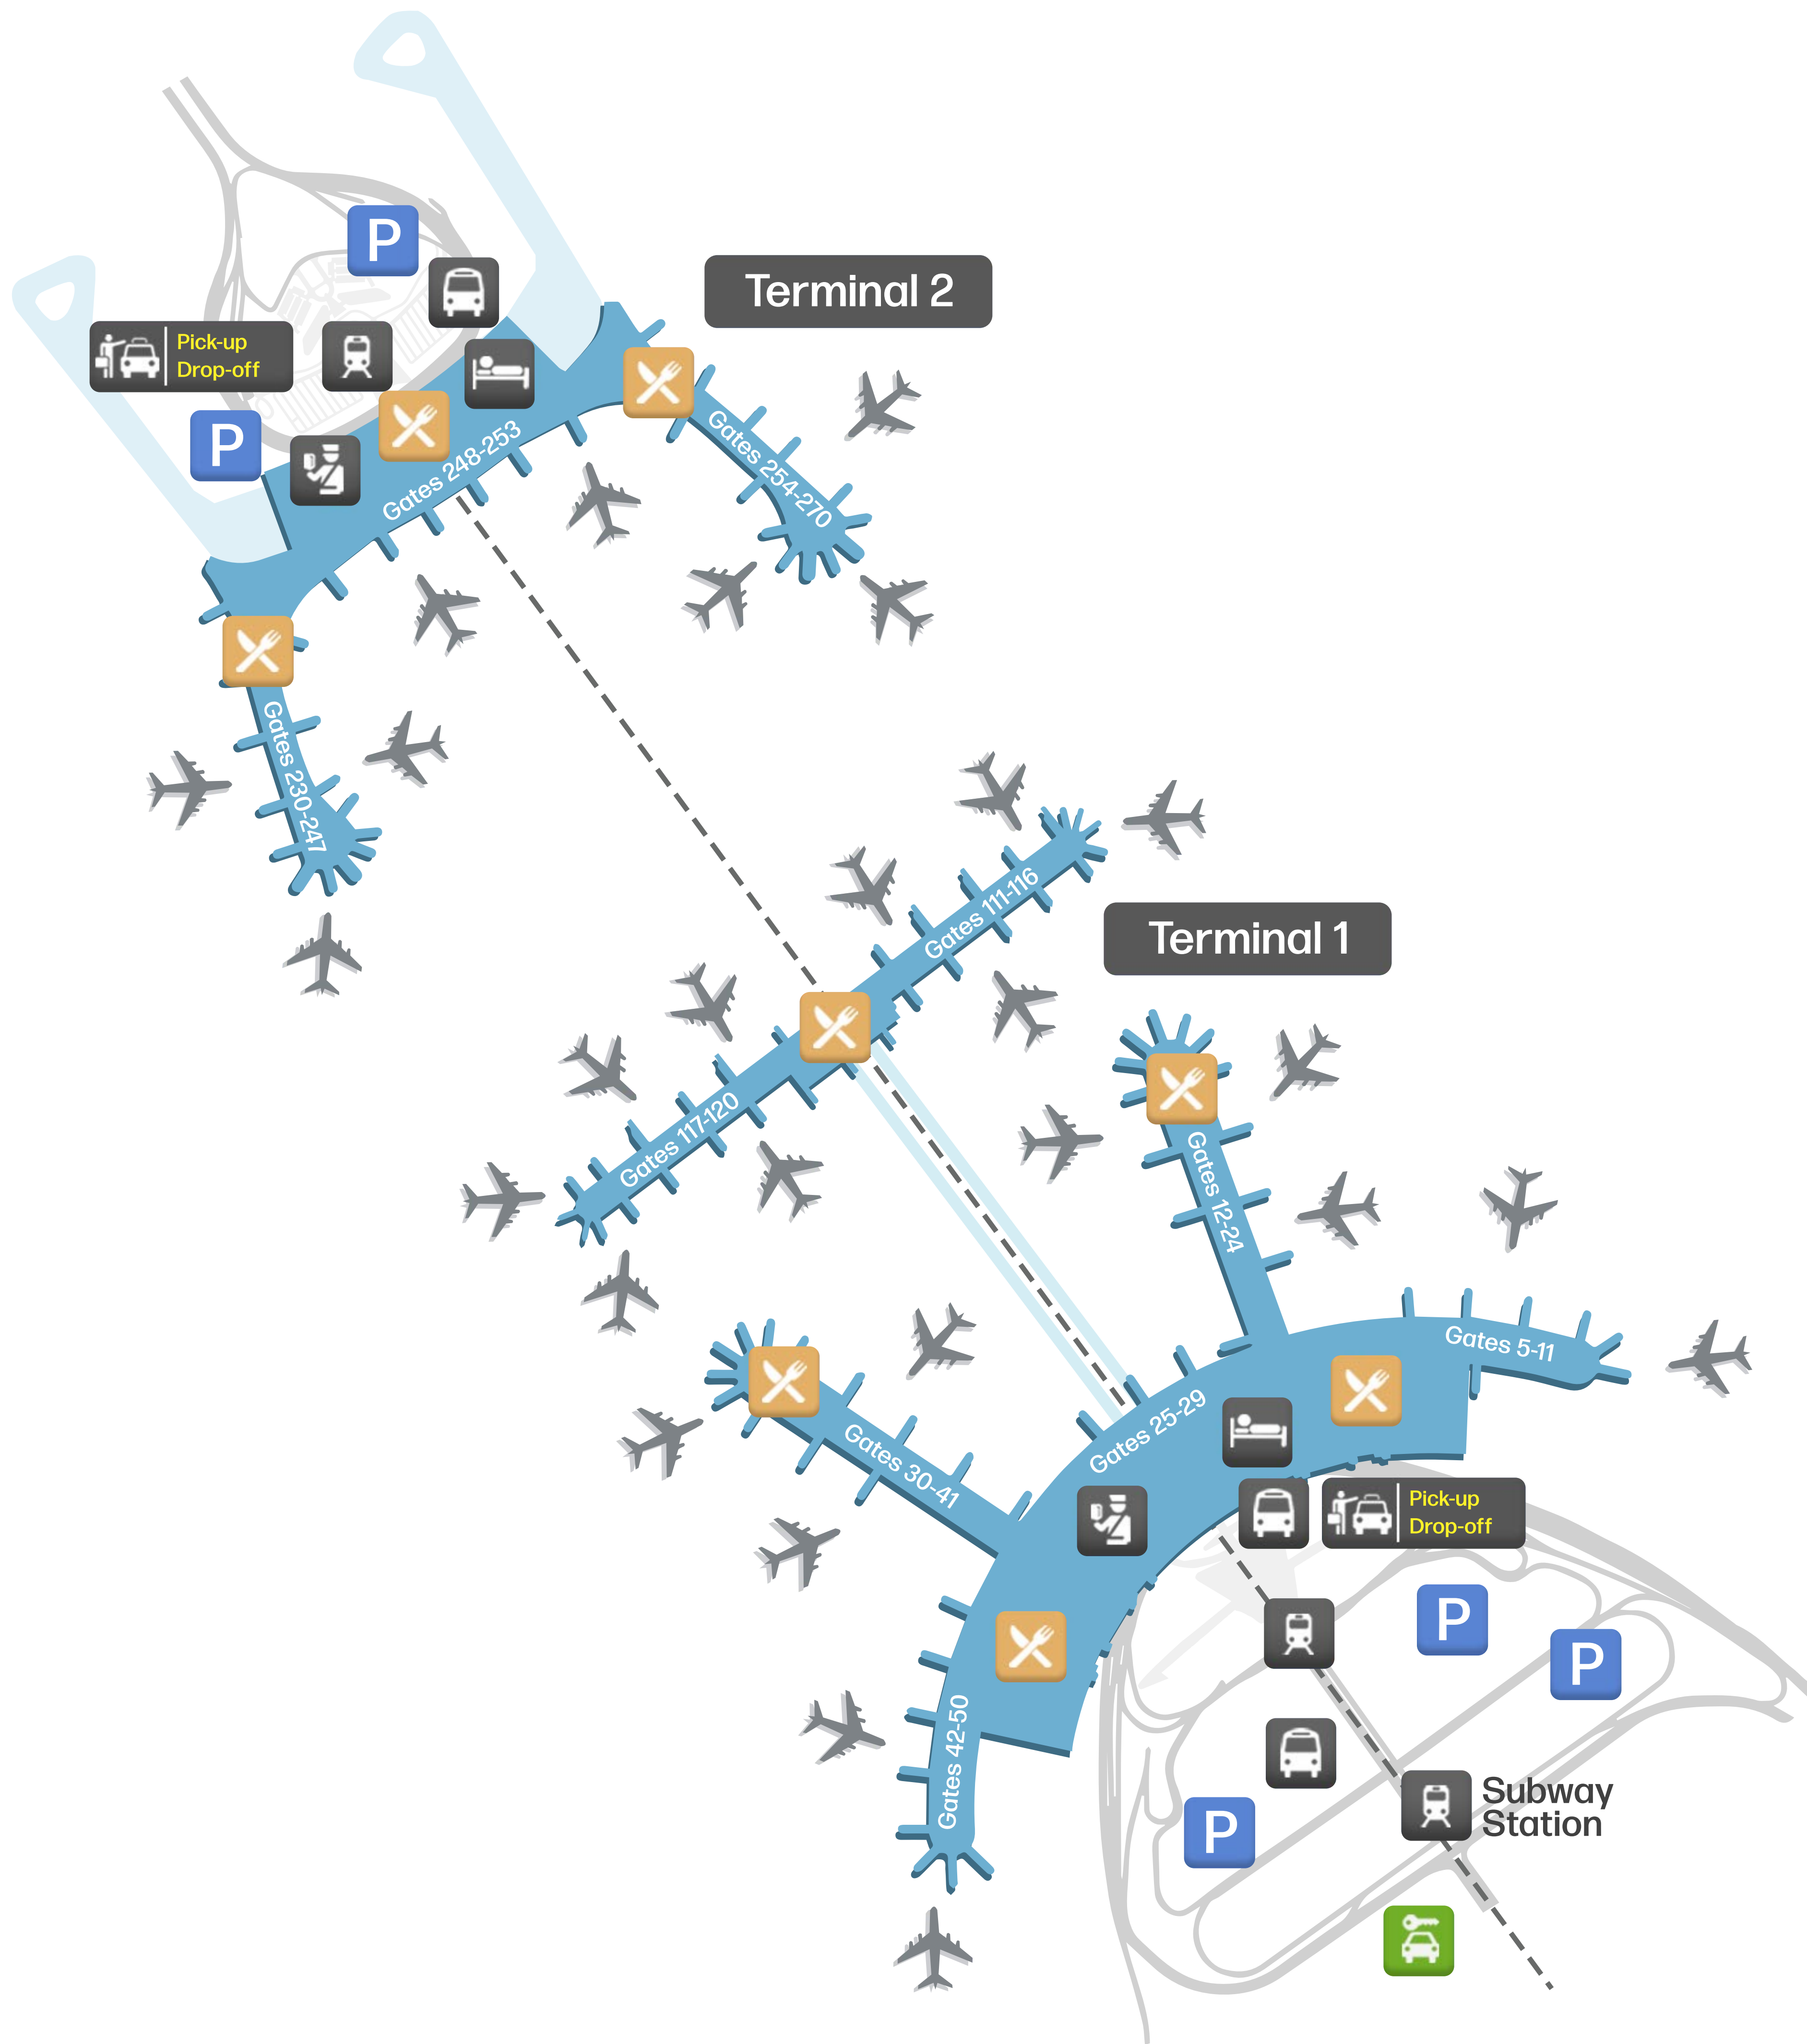 P
Terminal 2
Pick-up
Drop-off
P
Gates 248-253
Gates 254-270
Gates 230-247
Gates 111-116
Terminal 1
Gates 117-120
Gates 12-24
Gates 5-11
Gates 25-29
Gates 30-41
Pick-up
Drop-off
P
P
Gates 42-50
Subway
Station
P